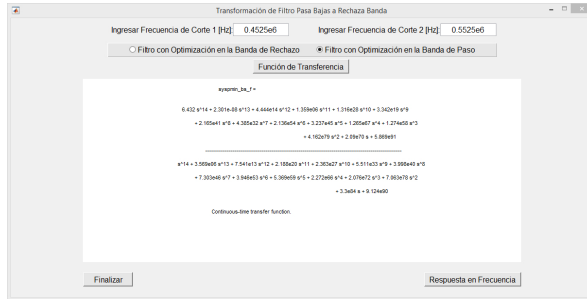 Transformación de Filtro Pasa Bajas a Rechaza Banda
Ingresar Frecuencia de Corte 1 [Hz]: 0.4525e6 Ingresar Frecuencia de Corte 2 [Hz]: 0.5525e6
Filtro con Optimización en la Banda de Rechazo Filtro con Optimización en la Banda de Paso
Función de Transferencia
syspmin_ba_f =
6.432 s^14 + 2.301e-08 s^13 + 4.444e14 s^12 + 1.359e06 s^11 + 1.316e28 s^10 + 3.342e19 s^9
+ 2.165e41 s^8 + 4.385e32 s^7 + 2.136e54 s^6 + 3.237e45 s^5 + 1.265e67 s^4 + 1.274e58 s^3
+ 4.162e79 s^2 + 2.09e70 s + 5.869e91
s^14 + 3.569e06 s^13 + 7.541e13 s^12 + 2.188e20 s^11 + 2.363e27 s^10 + 5.511e33 s^9 + 3.998e40 s^8
+ 7.303e46 s^7 + 3.946e53 s^6 + 5.369e59 s^5 + 2.272e66 s^4 + 2.076e72 s^3 + 7.063e78 s^2
+ 3.3e84 s + 9.124e90
Continuous-time transfer function.
Finalizar Respuesta en Frecuencia